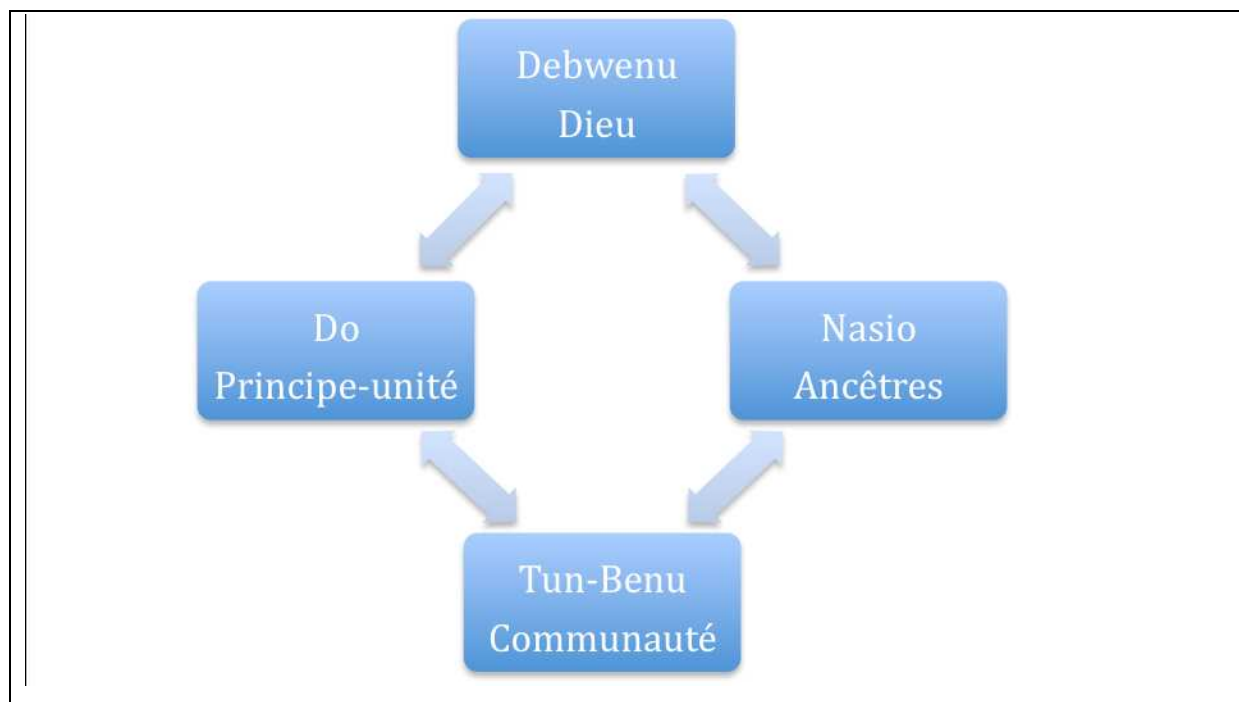 Debwenu
Dieu
Do
Principe-unité
Nasio
Ancêtres
Tun-Benu
Communauté